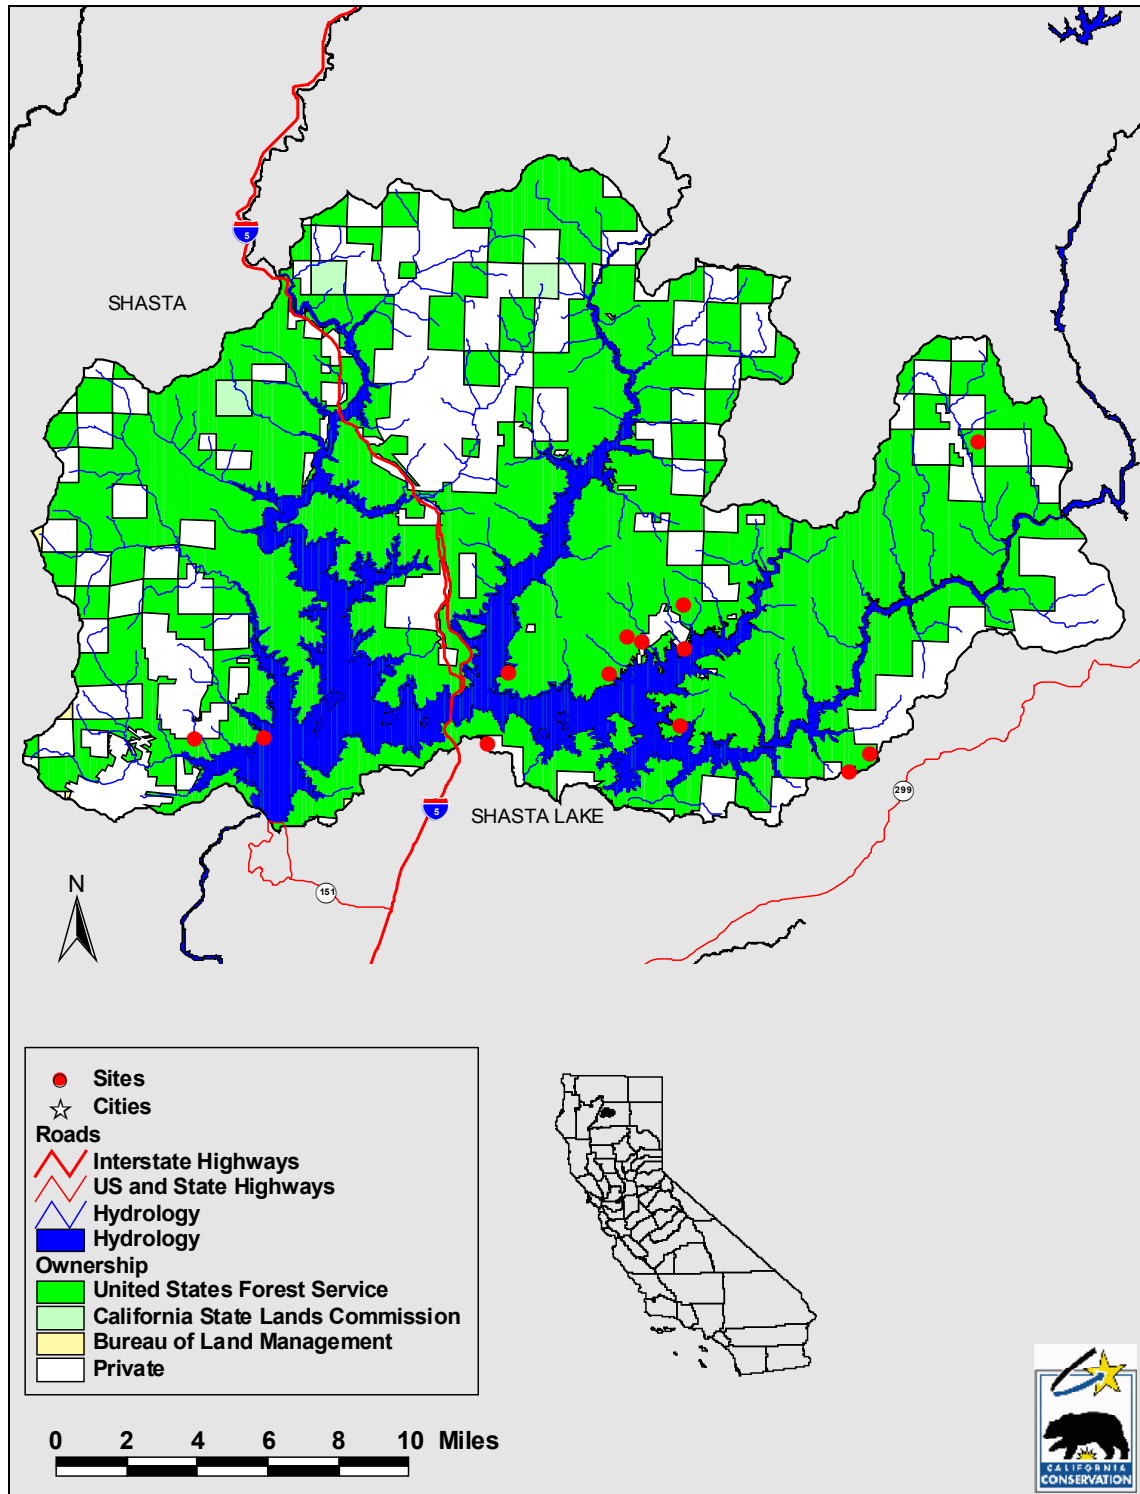 5
SHASTA
299
5
SHASTA LAKE
151
N
Sites
Cities
Roads
Interstate Highways
US and State Highways
Hydrology
Hydrology
Ownership
United States Forest Service
California State Lands Commission
Bureau of Land Management
Private
0 2 4 6 8 10 Miles
CALIFORNIA
CONSERVATION